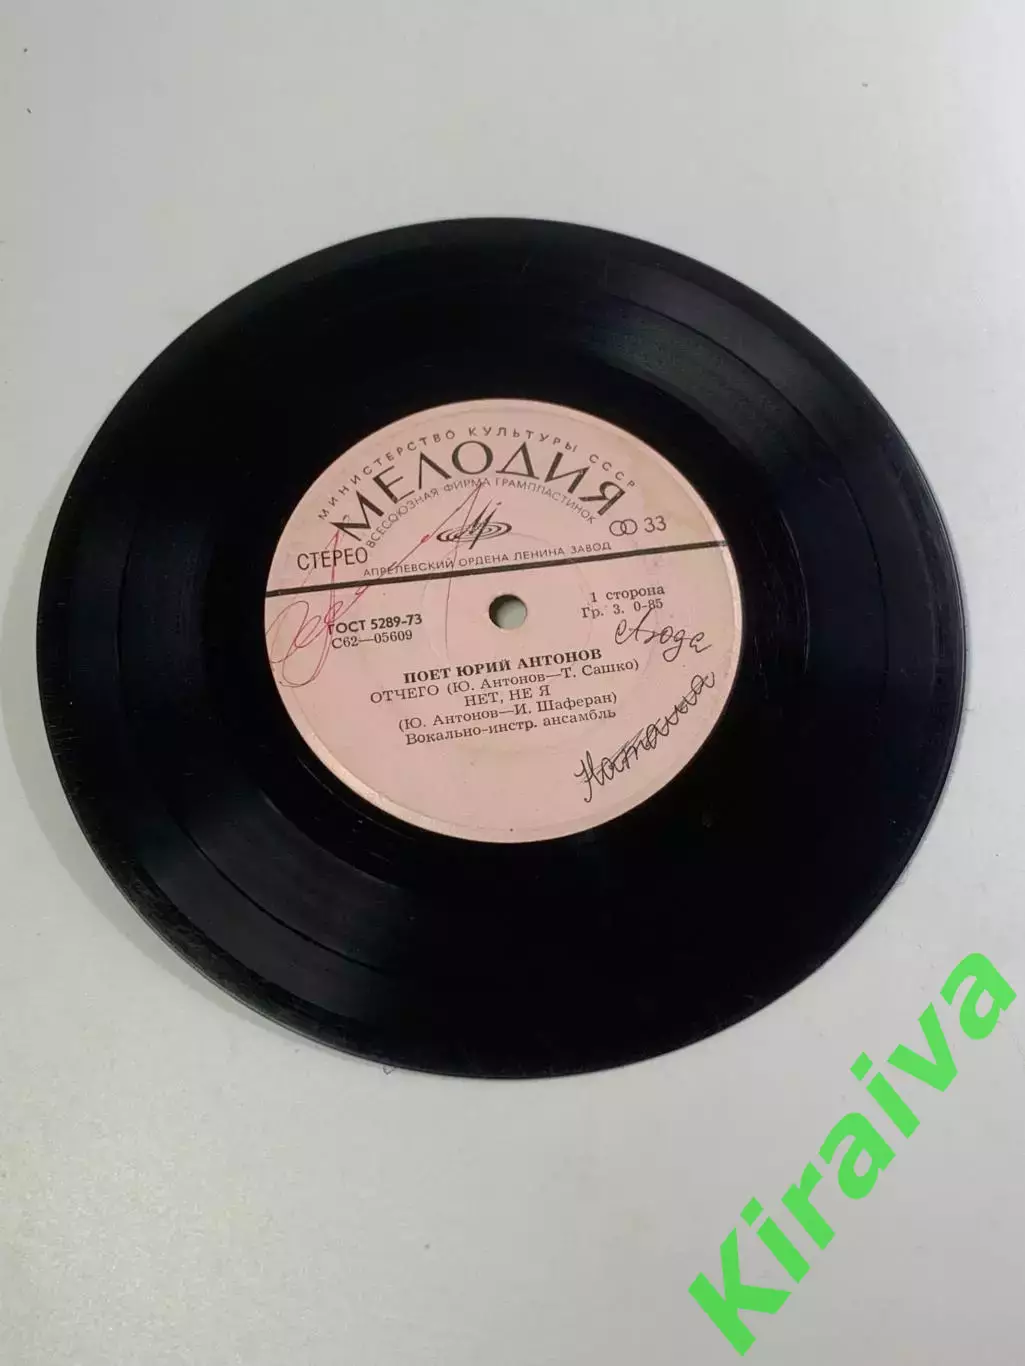 МИНИСТЕРСТВО КУЛЬТУРЫ СССР
МЕЛОДИЯ
ВСЕСОЮЗНАЯ ФИРМА ГРАМПЛАСТИНОК
СТЕРЕО
33
АПРЕЛЕВСКИЙ ОРДЕНА ЛЕНИНА ЗАВОД
ГОСТ 5289-73
С62—05609
1 сторона
Гр. 3. 0-85
ПОЕТ ЮРИЙ АНТОНОВ
ОТЧЕГО (Ю. Антонов—Т. Сашко)
НЕТ, НЕ Я
(Ю. Антонов—И. Шаферан)
Вокально-инстр. ансамбль
Наташа
Kiraiva